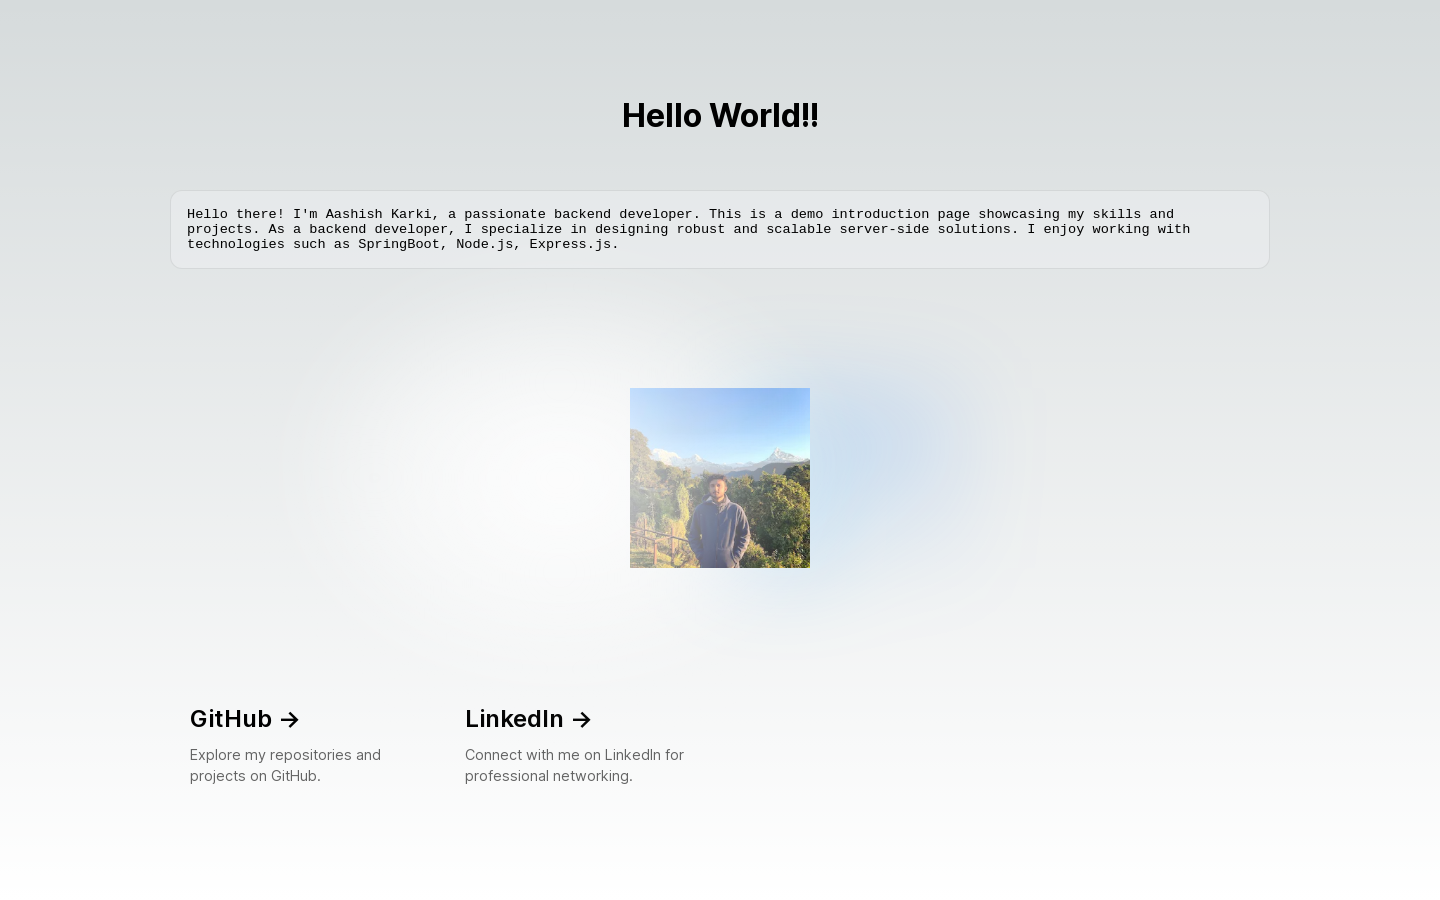 Hello World!!
Hello there! I'm Aashish Karki, a passionate backend developer. This is a demo introduction page showcasing my skills and
projects. As a backend developer, I specialize in designing robust and scalable server-side solutions. I enjoy working with
technologies such as SpringBoot, Node.js, Express.js.
GitHub →
Explore my repositories and
projects on GitHub.
LinkedIn →
Connect with me on LinkedIn for
professional networking.